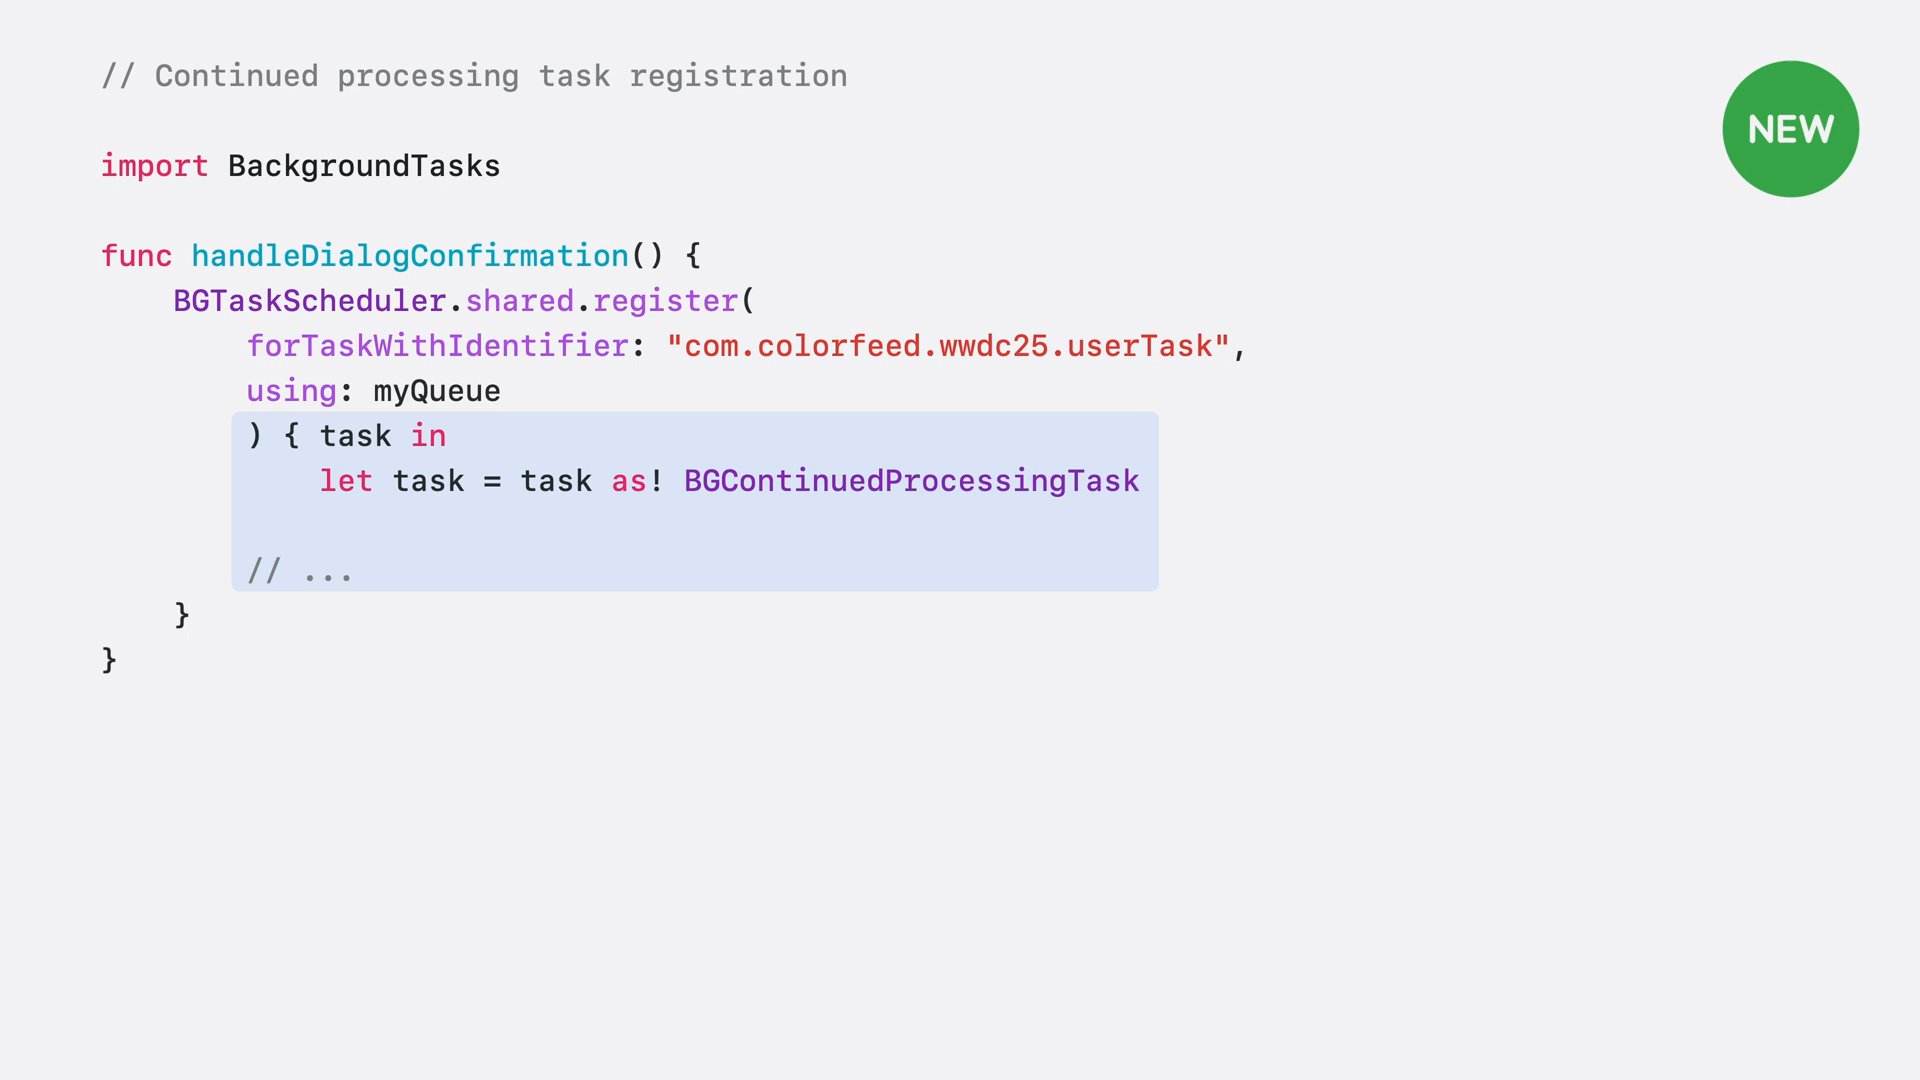 // Continued processing task registration
NEW
import BackgroundTasks
func handleDialogConfirmation() {
BGTaskScheduler.shared.register(
forTaskWithIdentifier: "com.colorfeed.wwdc25.userTask",
using: myQueue
) { task in
let task = task as! BGContinuedProcessingTask
// ...
}
}